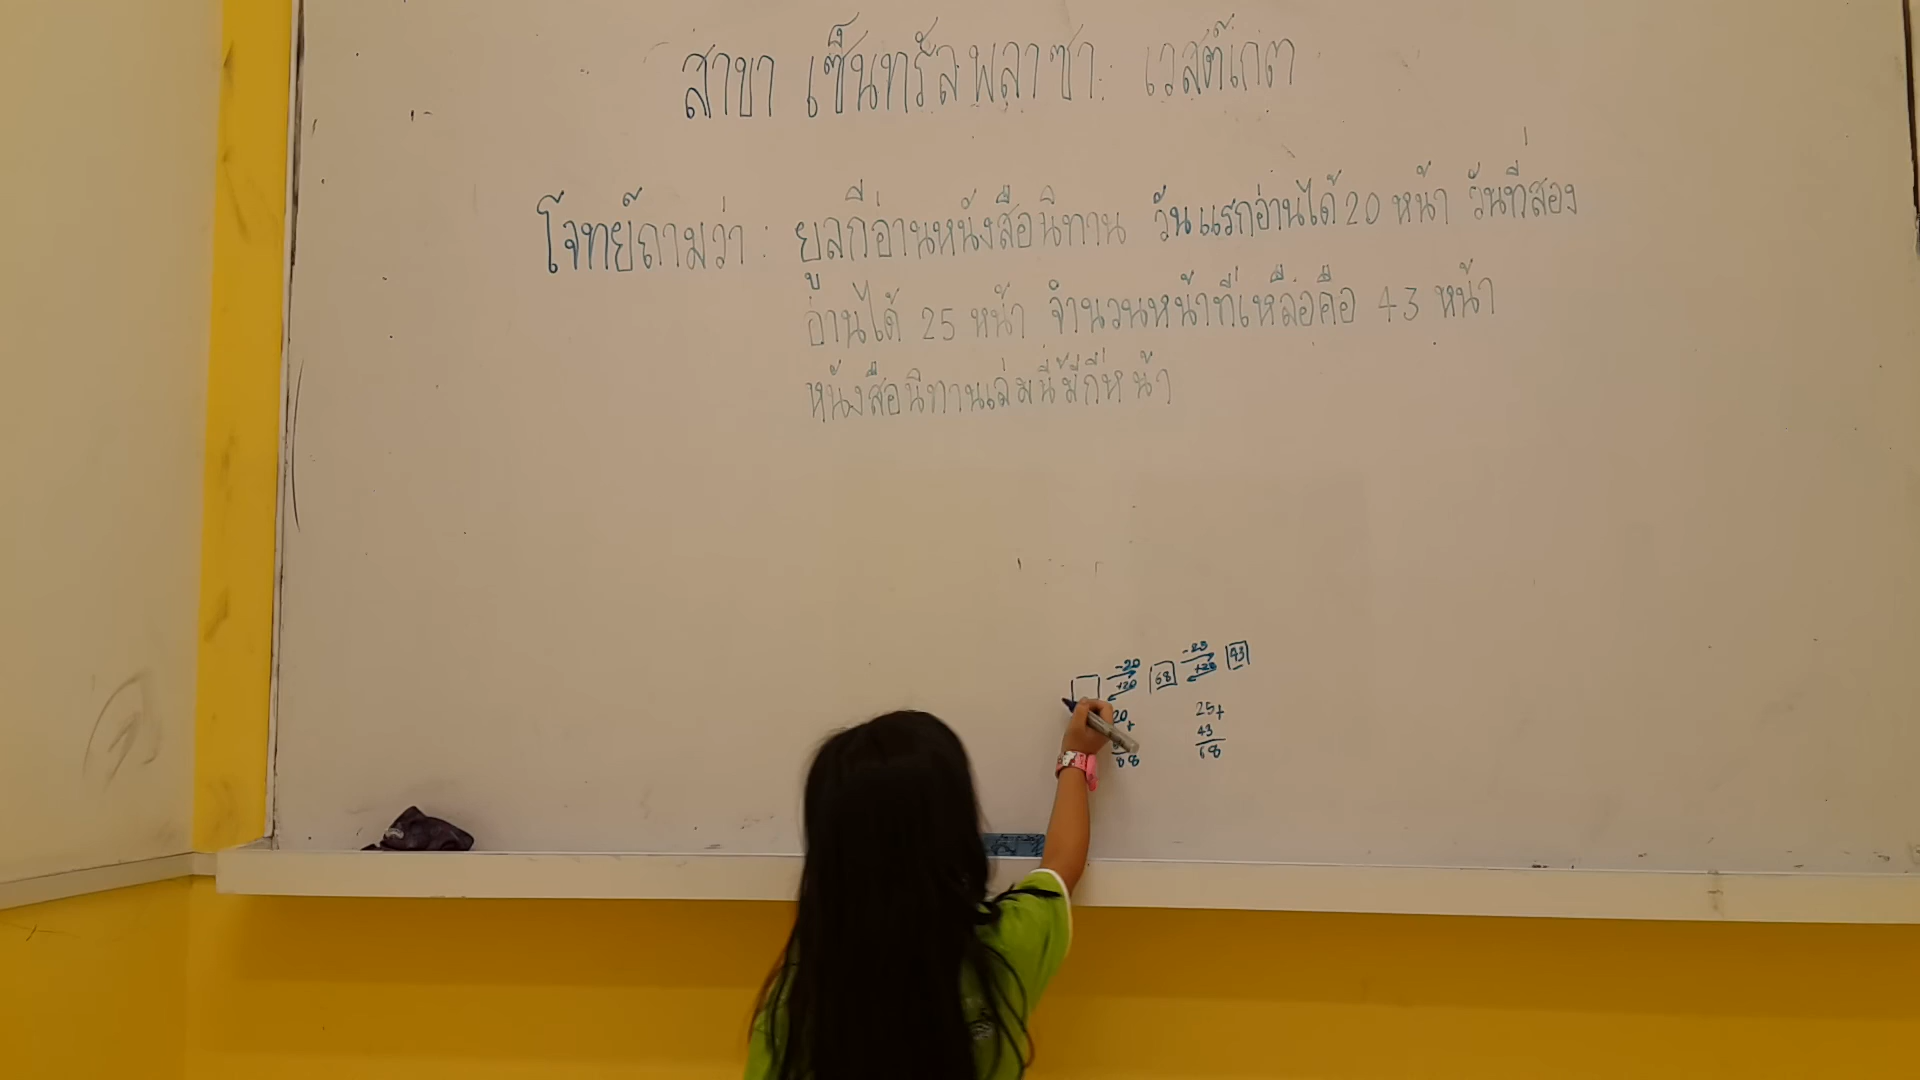 สาขา เซ็นทรัลพลาซา เวสต์เกต
โจทย์ถามว่า : ยูลกีอ่านหนังสือนิทาน วันแรกอ่านได้ 20 หน้า วันที่สอง
อ่านได้ 25 หน้า จำนวนหน้าที่เหลือคือ 43 หน้า
หนังสือนิทานเล่มนี้มีกี่หน้า
-20 68 43
+20
20 25+
+ 43
88 68